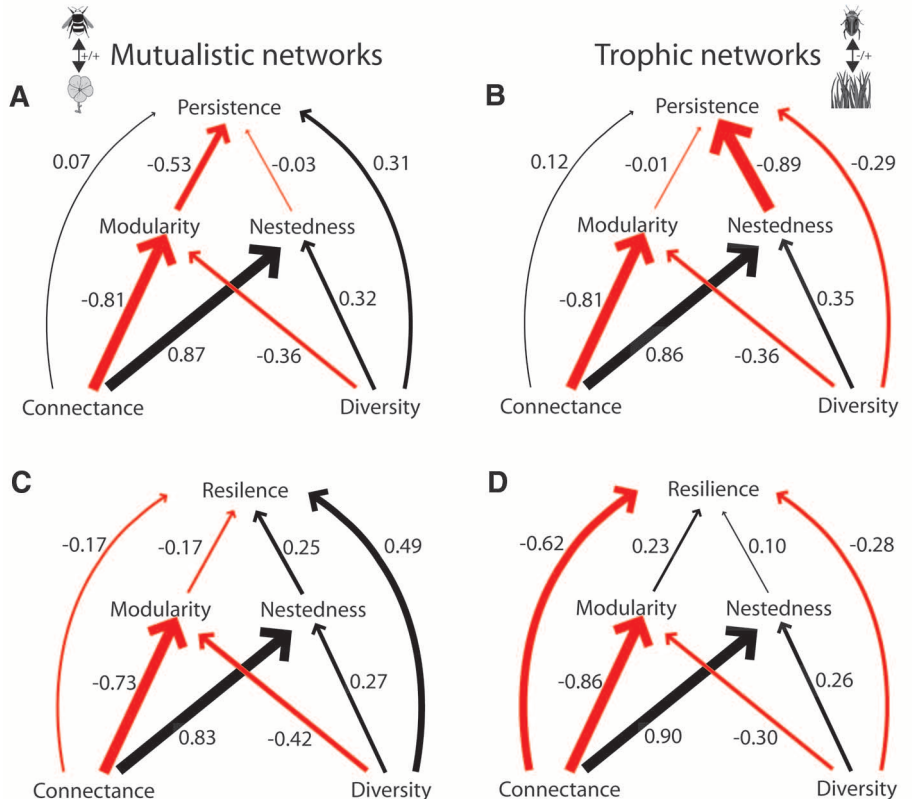 Mutualistic networks
Trophic networks
+/+
-/+
A
Persistence
0.07
-0.53
-0.03
0.31
Modularity
Nestedness
-0.81
0.32
0.87
-0.36
Connectance
Diversity
B
Persistence
0.12
-0.01
-0.89
-0.29
Modularity
Nestedness
-0.81
0.35
0.86
-0.36
Connectance
Diversity
C
Resilence
-0.17
-0.17
0.25
0.49
Modularity
Nestedness
-0.73
0.27
0.83
-0.42
Connectance
Diversity
D
Resilience
-0.62
0.23
0.10
-0.28
Modularity
Nestedness
-0.86
0.26
0.90
-0.30
Connectance
Diversity